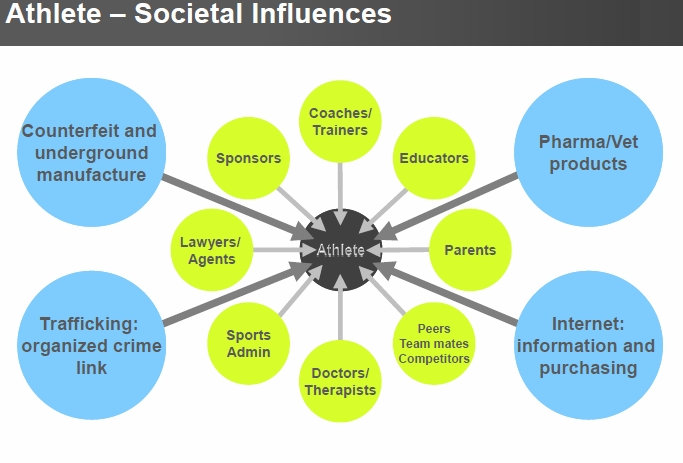 Athlete – Societal Influences
Counterfeit and
underground
manufacture
Sponsors
Coaches/
Trainers
Educators
Pharma/Vet
products
Lawyers/
Agents
Athlete
Parents
Trafficking:
organized crime
link
Sports
Admin
Doctors/
Therapists
Peers
Team mates
Competitors
Internet:
information and
purchasing